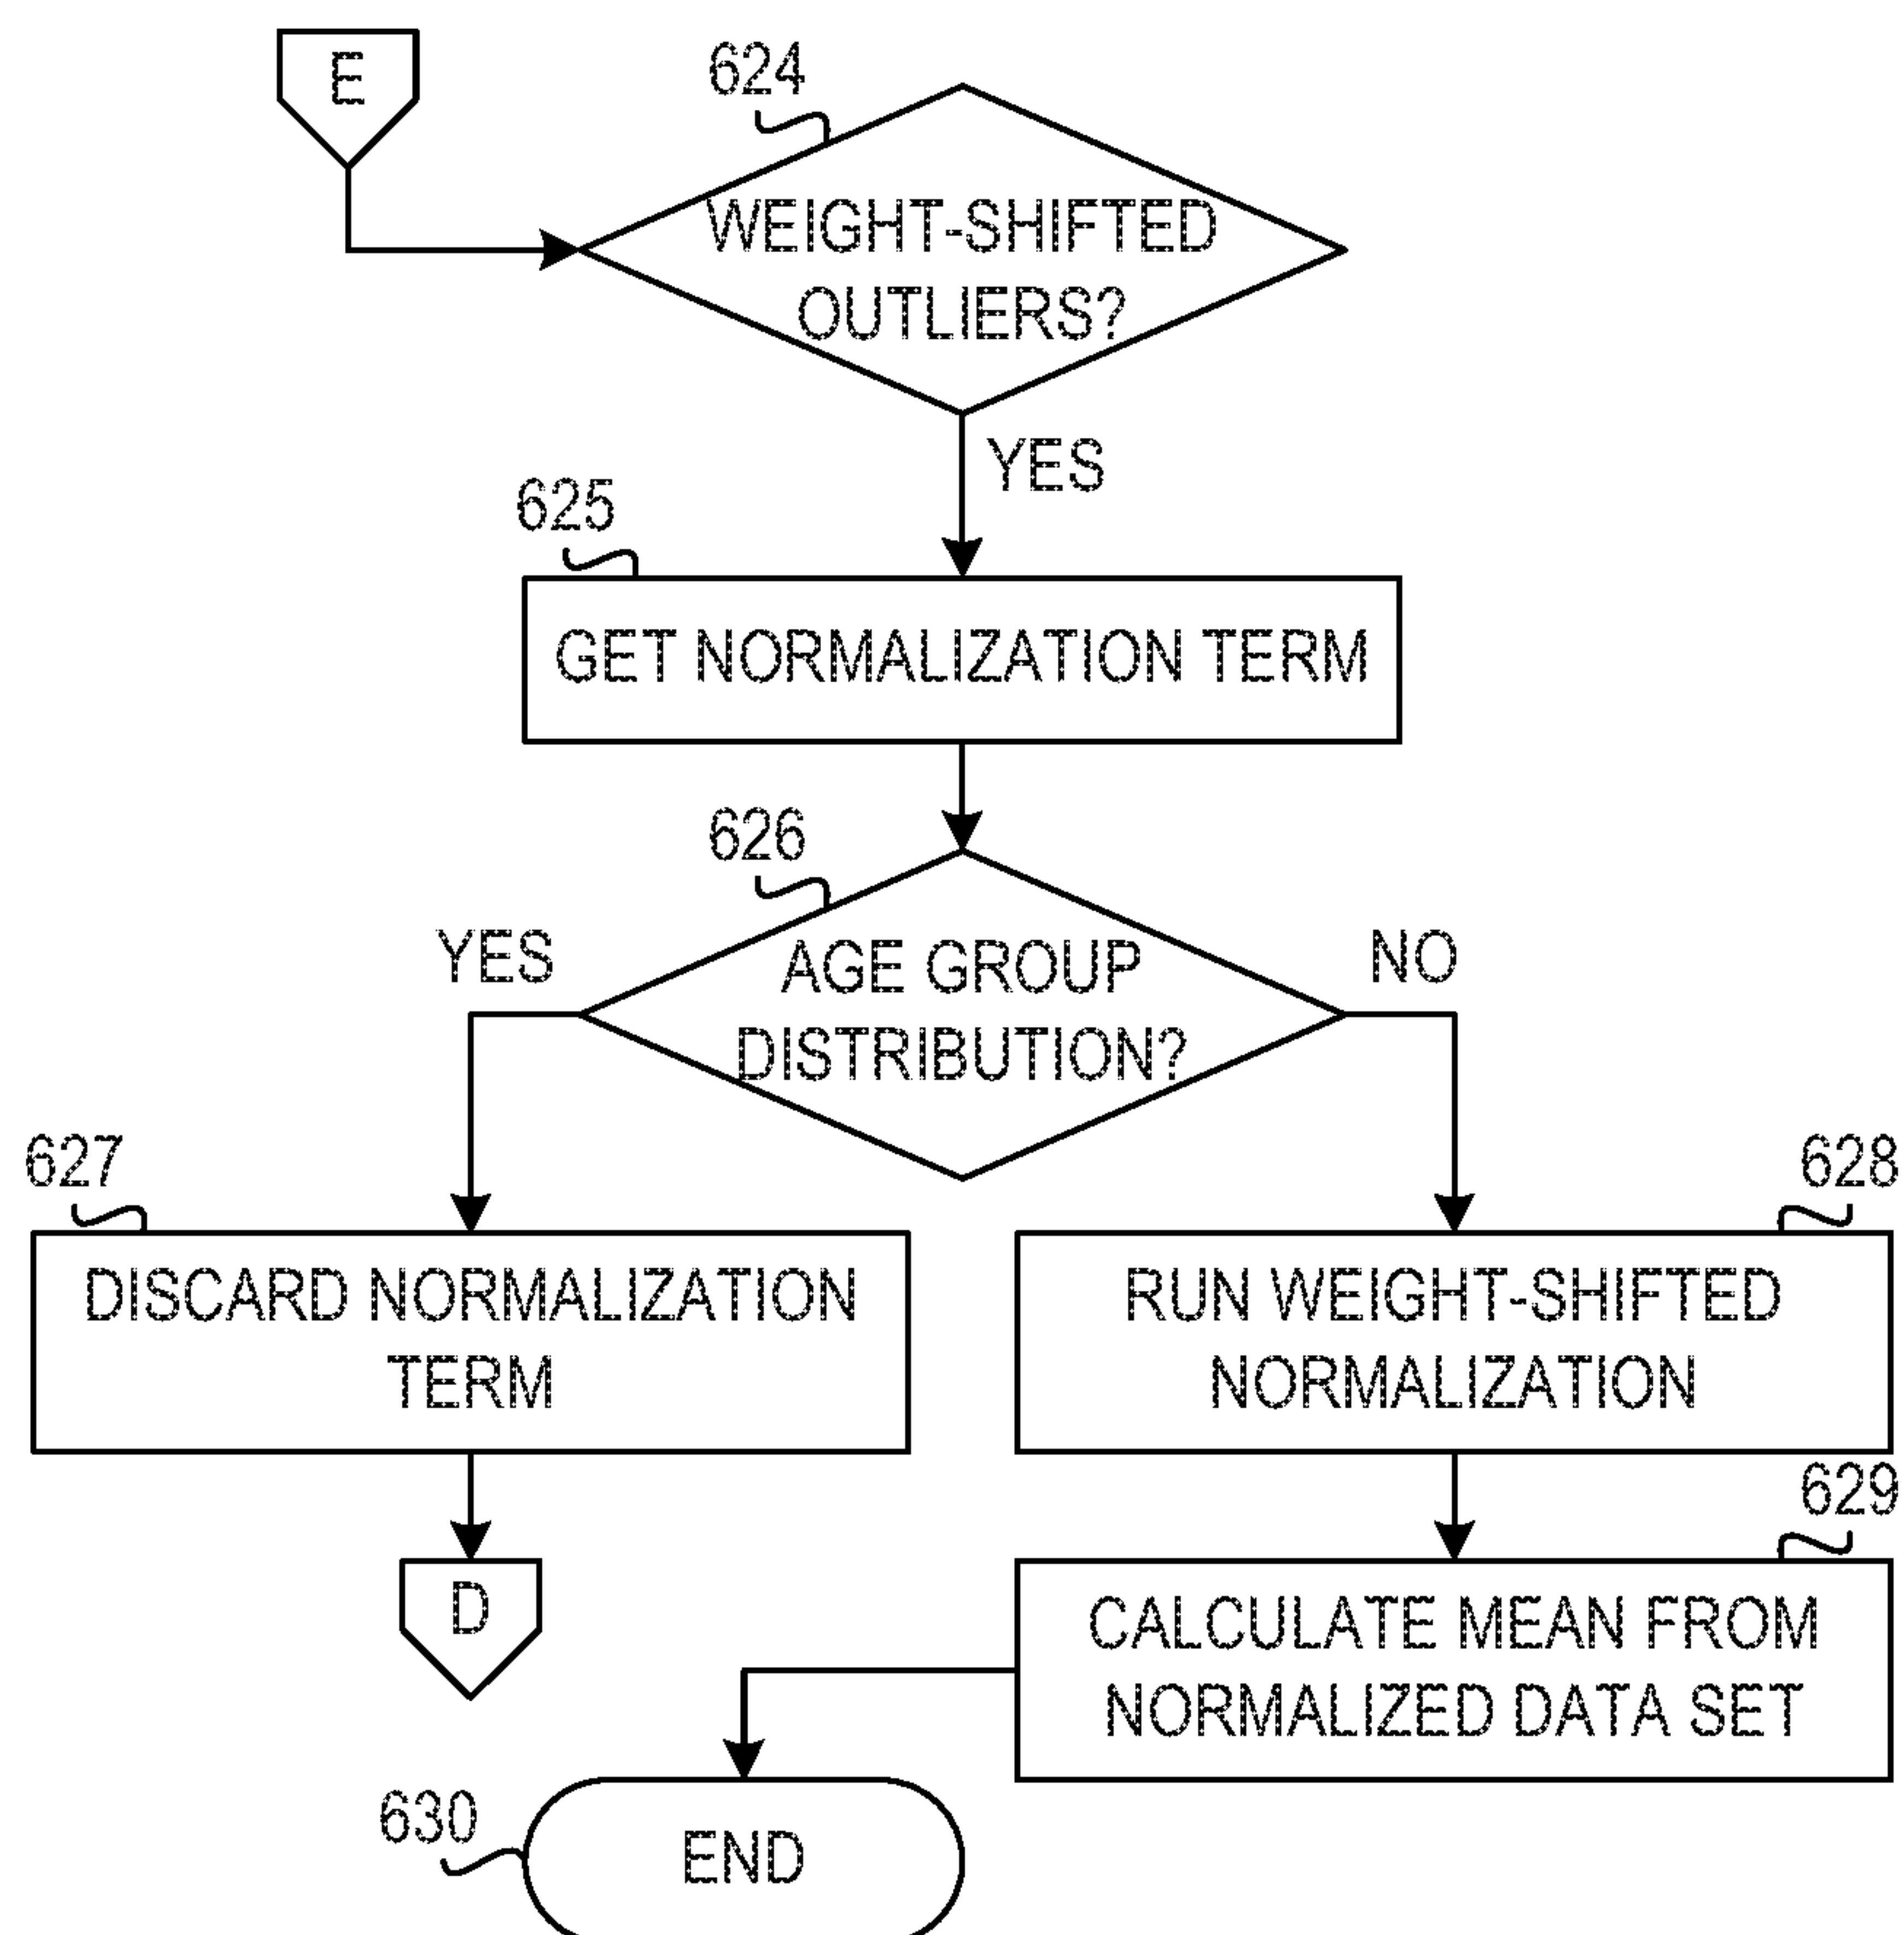 E
624
WEIGHT-SHIFTED
OUTLIERS?
YES
625
GET NORMALIZATION TERM
626
YES
AGE GROUP
DISTRIBUTION?
NO
627
DISCARD NORMALIZATION
TERM
628
RUN WEIGHT-SHIFTED
NORMALIZATION
D
629
CALCULATE MEAN FROM
NORMALIZED DATA SET
630
END